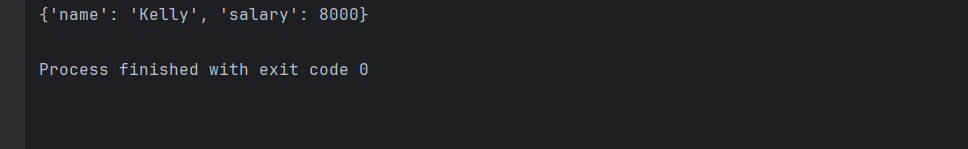 {'name': 'Kelly', 'salary': 8000}
Process finished with exit code 0